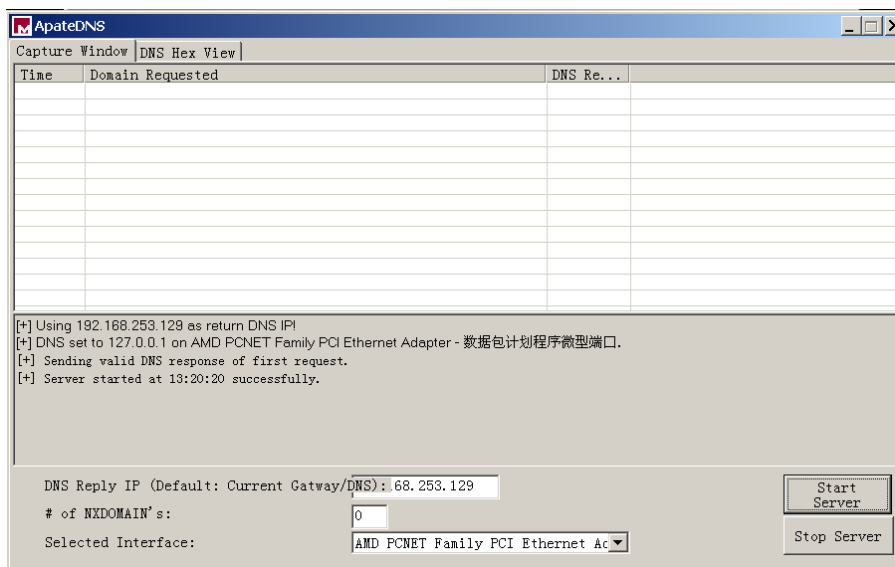 ApateDNS
Capture Window DNS Hex View
Time Domain Requested DNS Re...
[+] Using 192.168.253.129 as return DNS IP!
[+] DNS set to 127.0.0.1 on AMD PCNET Family PCI Ethernet Adapter - 数据包计划程序微型端口.
[+] Sending valid DNS response of first request.
[+] Server started at 13:20:20 successfully.
DNS Reply IP (Default: Current Gatway/DNS): 68.253.129
# of NXDOMAIN's: 0
Selected Interface: AMD PCNET Family PCI Ethernet Ac
Start Server
Stop Server